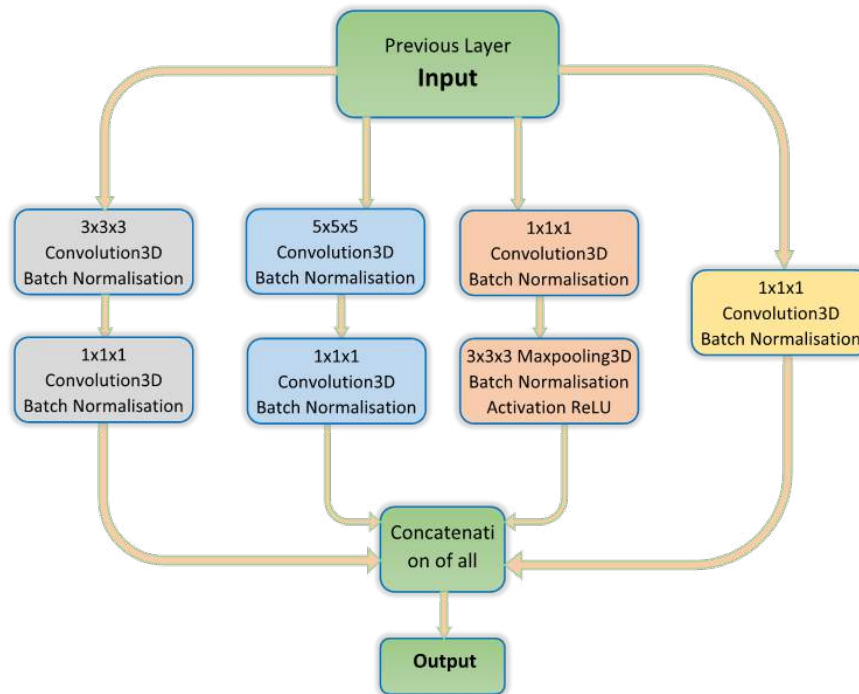 Previous Layer
Input
3x3x3
Convolution3D
Batch Normalisation
1x1x1
Convolution3D
Batch Normalisation
5x5x5
Convolution3D
Batch Normalisation
1x1x1
Convolution3D
Batch Normalisation
1x1x1
Convolution3D
Batch Normalisation
3x3x3 Maxpooling3D
Batch Normalisation
Activation ReLU
1x1x1
Convolution3D
Batch Normalisation
Concatenati
on of all
Output